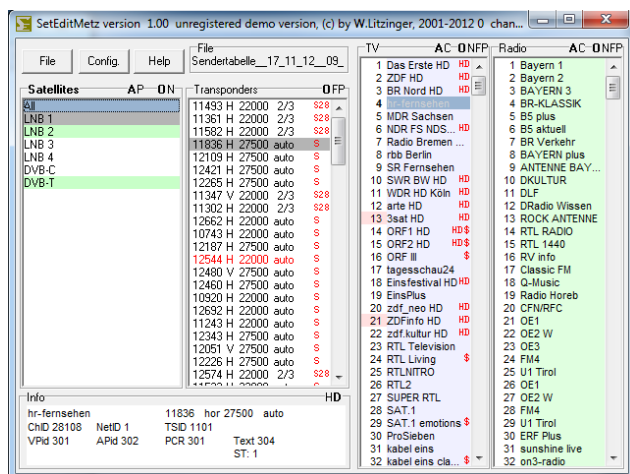 SetEditMetz version 1.00 unregistered demo version, (c) by W.Litzinger, 2001-2012 0 chan...
File Config. Help
File
Sendertabelle__17_11_12__09_
Satellites AP ON
All
LNB 1
LNB 2
LNB 3
LNB 4
DVB-C
DVB-T
Transponders OFP
11493 H 22000 2/3 S28
11361 H 22000 2/3 S28
11582 H 22000 2/3 S28
11836 H 27500 auto S
12109 H 27500 auto S
12421 H 27500 auto S
12265 H 27500 auto S
11347 V 22000 2/3 S28
11302 H 22000 2/3 S28
12662 H 22000 auto S
10743 H 22000 auto S
12187 H 27500 auto S
12544 H 22000 auto S
12480 V 27500 auto S
12460 H 27500 auto S
10920 H 22000 auto S
12692 H 22000 auto S
11243 H 22000 auto S
12343 H 27500 auto S
12051 V 27500 auto S
12226 H 27500 auto S
12574 H 22000 2/3 S28
TV AC ONFP
1 Das Erste HD HD
2 ZDF HD HD
3 BR Nord HD HD
4 hr-fernsehen
5 MDR Sachsen
6 NDR FS NDS... HD
7 Radio Bremen ...
8 rbb Berlin
9 SR Fernsehen
10 SWR BW HD HD
11 WDR HD Köln HD
12 arte HD HD
13 3sat HD HD
14 ORF1 HD HD$
15 ORF2 HD HD$
16 ORF III $
17 tagesschau24
18 Einsfestival HD HD
19 EinsPlus
20 zdf_neo HD HD
21 ZDFinfo HD HD
22 zdf.kultur HD HD
23 RTL Television
24 RTL Living $
25 RTLNITRO
26 RTL2
27 SUPER RTL
28 SAT.1
29 SAT.1 emotions $
30 ProSieben
31 kabel eins
32 kabel eins cla... $
Radio AC ONFP
1 Bayern 1
2 Bayern 2
3 BAYERN 3
4 BR-KLASSIK
5 B5 plus
6 B5 aktuell
7 BR Verkehr
8 BAYERN plus
9 ANTENNE BAY...
10 DKULTUR
11 DLF
12 DRadio Wissen
13 ROCK ANTENNE
14 RTL RADIO
15 RTL 1440
16 RV info
17 Classic FM
18 Q-Music
19 Radio Horeb
20 CFN/RFC
21 OE1
22 OE2 W
23 OE3
24 FM4
25 U1 Tirol
26 OE1
27 OE2 W
28 FM4
29 U1 Tirol
30 ERF Plus
31 sunshine live
32 on3-radio
Info HD
hr-fernsehen 11836 hor 27500 auto
ChID 28108 NetID 1 TSID 1101
VPid 301 APid 302 PCR 301 Text 304
ST: 1